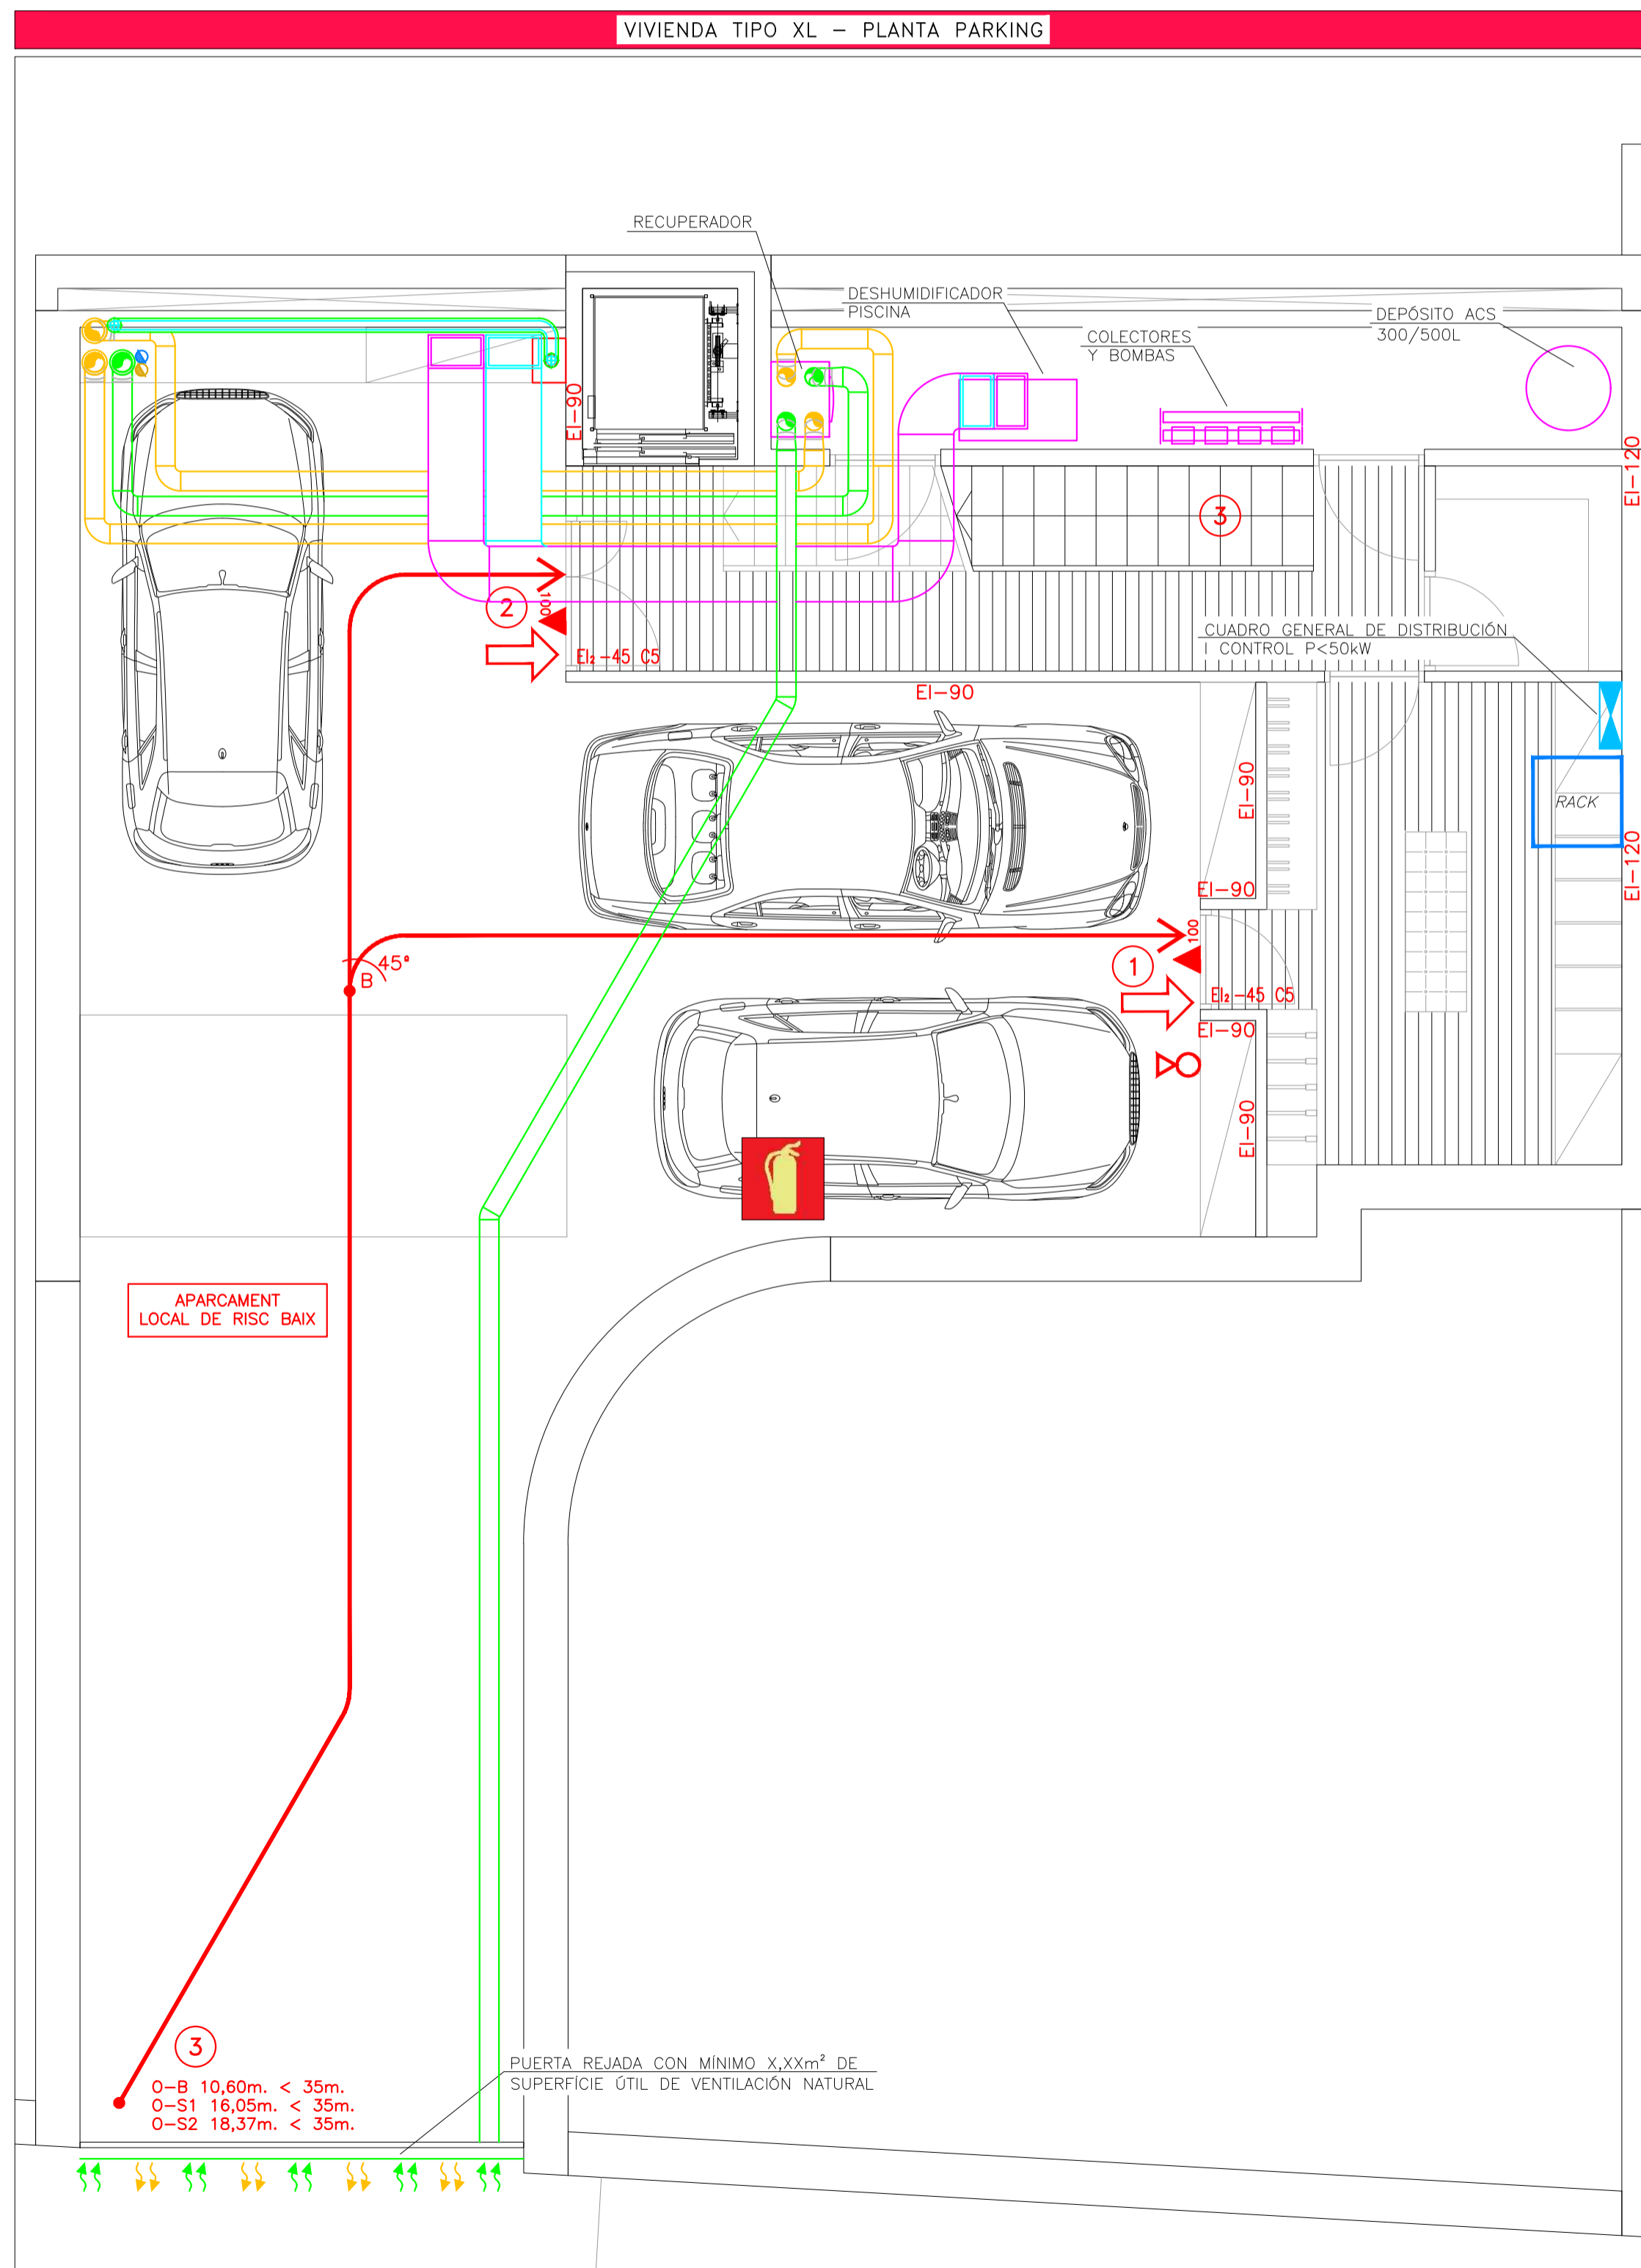 VIVIENDA TIPO XL – PLANTA PARKING
RECUPERADOR
DESHUMIDIFICADOR
PISCINA
COLECTORES
Y BOMBAS
DEPÓSITO ACS
300/500L
EI-90
EI-120
3
2
100
EI₂-45 C5
CUADRO GENERAL DE DISTRIBUCIÓN
I CONTROL P<50kW
EI-90
EI-90
RACK
EI-120
EI-90
100
45°
B
1
EI₂-45 C5
EI-90
EI-90
APARCAMENT
LOCAL DE RISC BAIX
3
O-B 10,60m. < 35m.
O-S1 16,05m. < 35m.
O-S2 18,37m. < 35m.
PUERTA REJADA CON MÍNIMO X,XXm² DE
SUPERFÍCIE ÚTIL DE VENTILACIÓN NATURAL